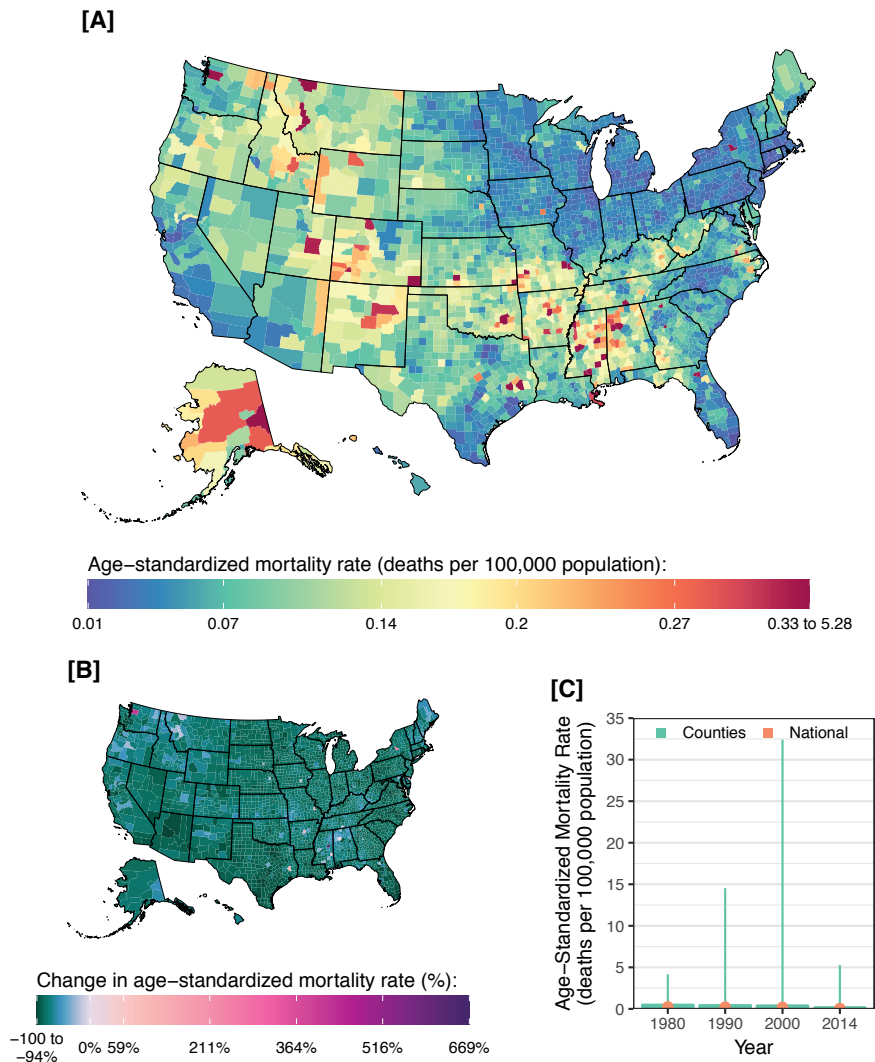 [A]
Age−standardized mortality rate (deaths per 100,000 population):
0.01 0.07 0.14 0.2 0.27 0.33 to 5.28
[B]
Change in age−standardized mortality rate (%):
−100 to
−94% 0% 59% 211% 364% 516% 669%
[C]
Age−Standardized Mortality Rate
(deaths per 100,000 population)
Counties National
35
30
25
20
15
10
5
0
1980 1990 2000 2014
Year